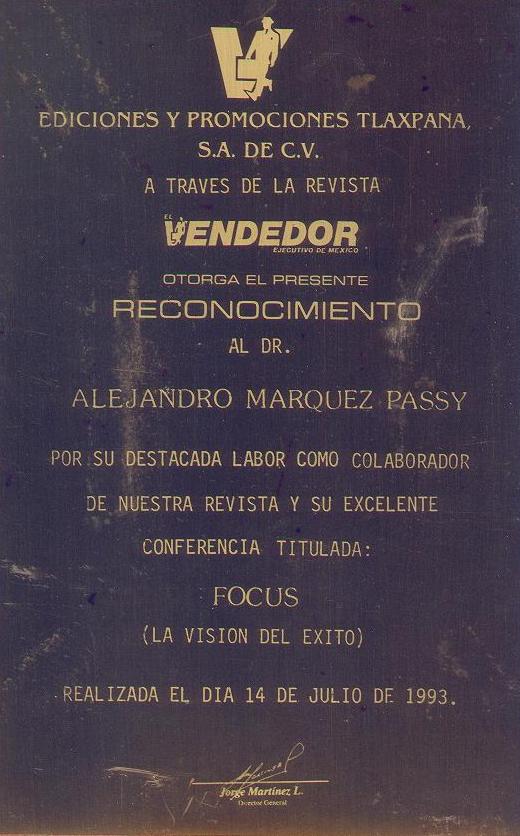 EDICIONES Y PROMOCIONES TLAXPANA,
S.A. DE C.V.
A TRAVES DE LA REVISTA
EL
VENDEDOR
EJECUTIVO DE MEXICO
OTORGA EL PRESENTE
RECONOCIMIENTO
AL DR.
ALEJANDRO MARQUEZ PASSY
POR SU DESTACADA LABOR COMO COLABORADOR
DE NUESTRA REVISTA Y SU EXCELENTE
CONFERENCIA TITULADA:
FOCUS
(LA VISION DEL EXITO)
REALIZADA EL DIA 14 DE JULIO DE 1993.
Jorge Martínez L.
Director General